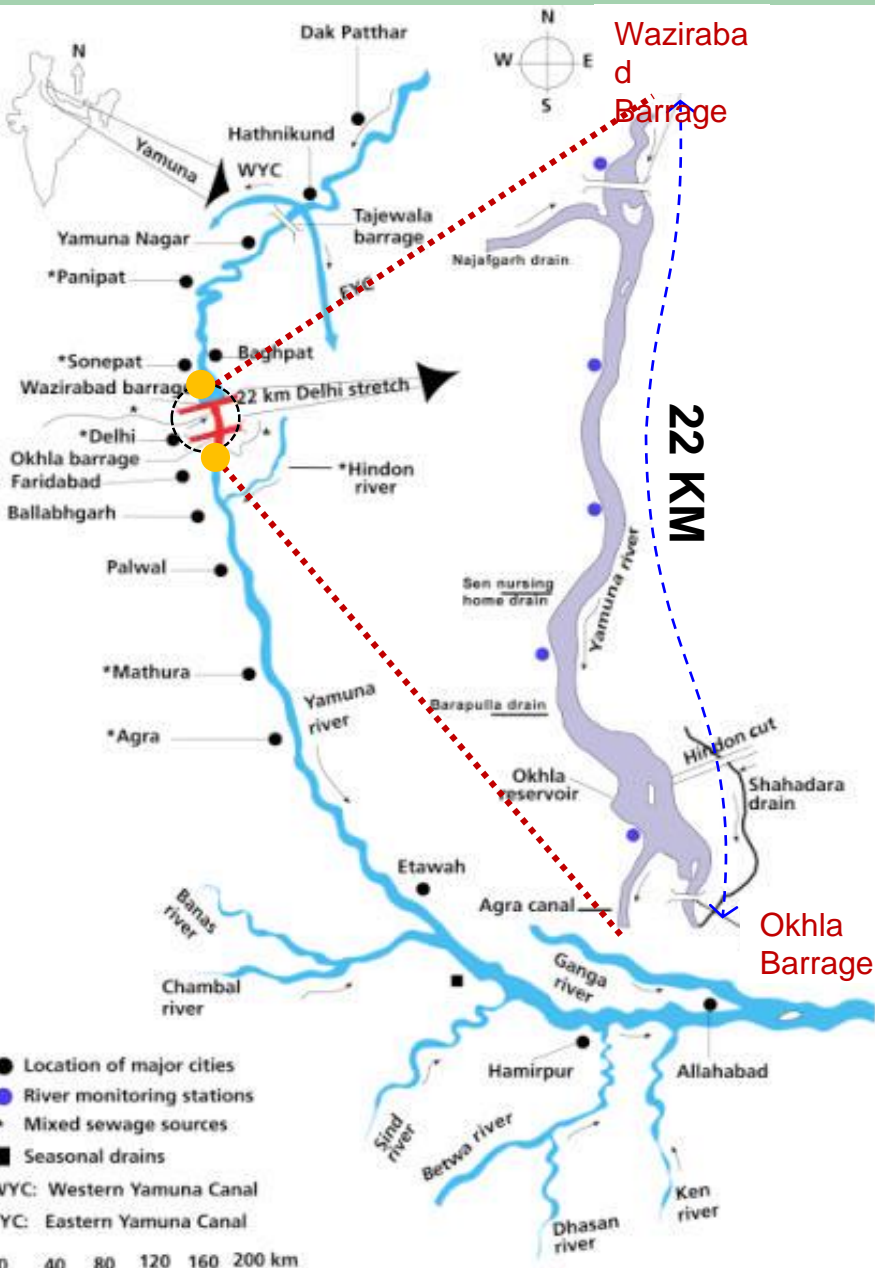 N
Yamuna
Dak Patthar
Hathnikund
WYC
Tajewala
barrage
EYC
Yamuna Nagar
*Panipat
*Sonepat
Baghpat
Wazirabad barrage
22 km Delhi stretch
*
*Delhi
*
Okhla barrage
Faridabad
*Hindon
river
Ballabhgarh
Palwal
*Mathura
Yamuna
river
*Agra
Etawah
Banas
river
Chambal
river
Sind
river
Betwa river
Dhasan
river
Ken
river
Hamirpur
Allahabad
Ganga
river
N
W E
S
Waziraba
d
Barrage
Najafgarh drain
22 KM
Sen nursing
home drain
Yamuna river
Barapulla drain
Hindon cut
Okhla
reservoir
Shahadara
drain
Agra canal
Okhla
Barrage
Location of major cities
River monitoring stations
Mixed sewage sources
Seasonal drains
WYC: Western Yamuna Canal
YC: Eastern Yamuna Canal
0 40 80 120 160 200 km